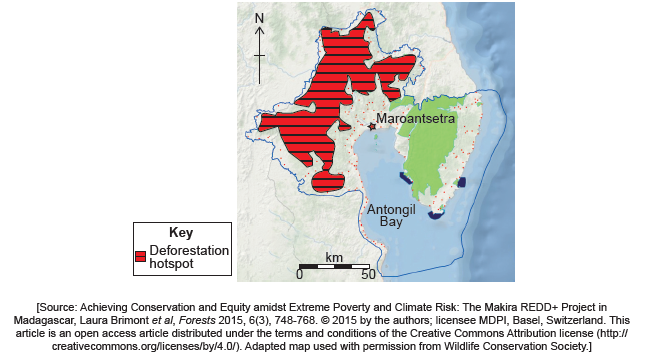 N
Maroantsetra
Antongil
Bay
Key
Deforestation
hotspot
km
0 50
[Source: Achieving Conservation and Equity amidst Extreme Poverty and Climate Risk: The Makira REDD+ Project in
Madagascar, Laura Brimont et al, Forests 2015, 6(3), 748-768. © 2015 by the authors; licensee MDPI, Basel, Switzerland. This
article is an open access article distributed under the terms and conditions of the Creative Commons Attribution license (http://
creativecommons.org/licenses/by/4.0/). Adapted map used with permission from Wildlife Conservation Society.]